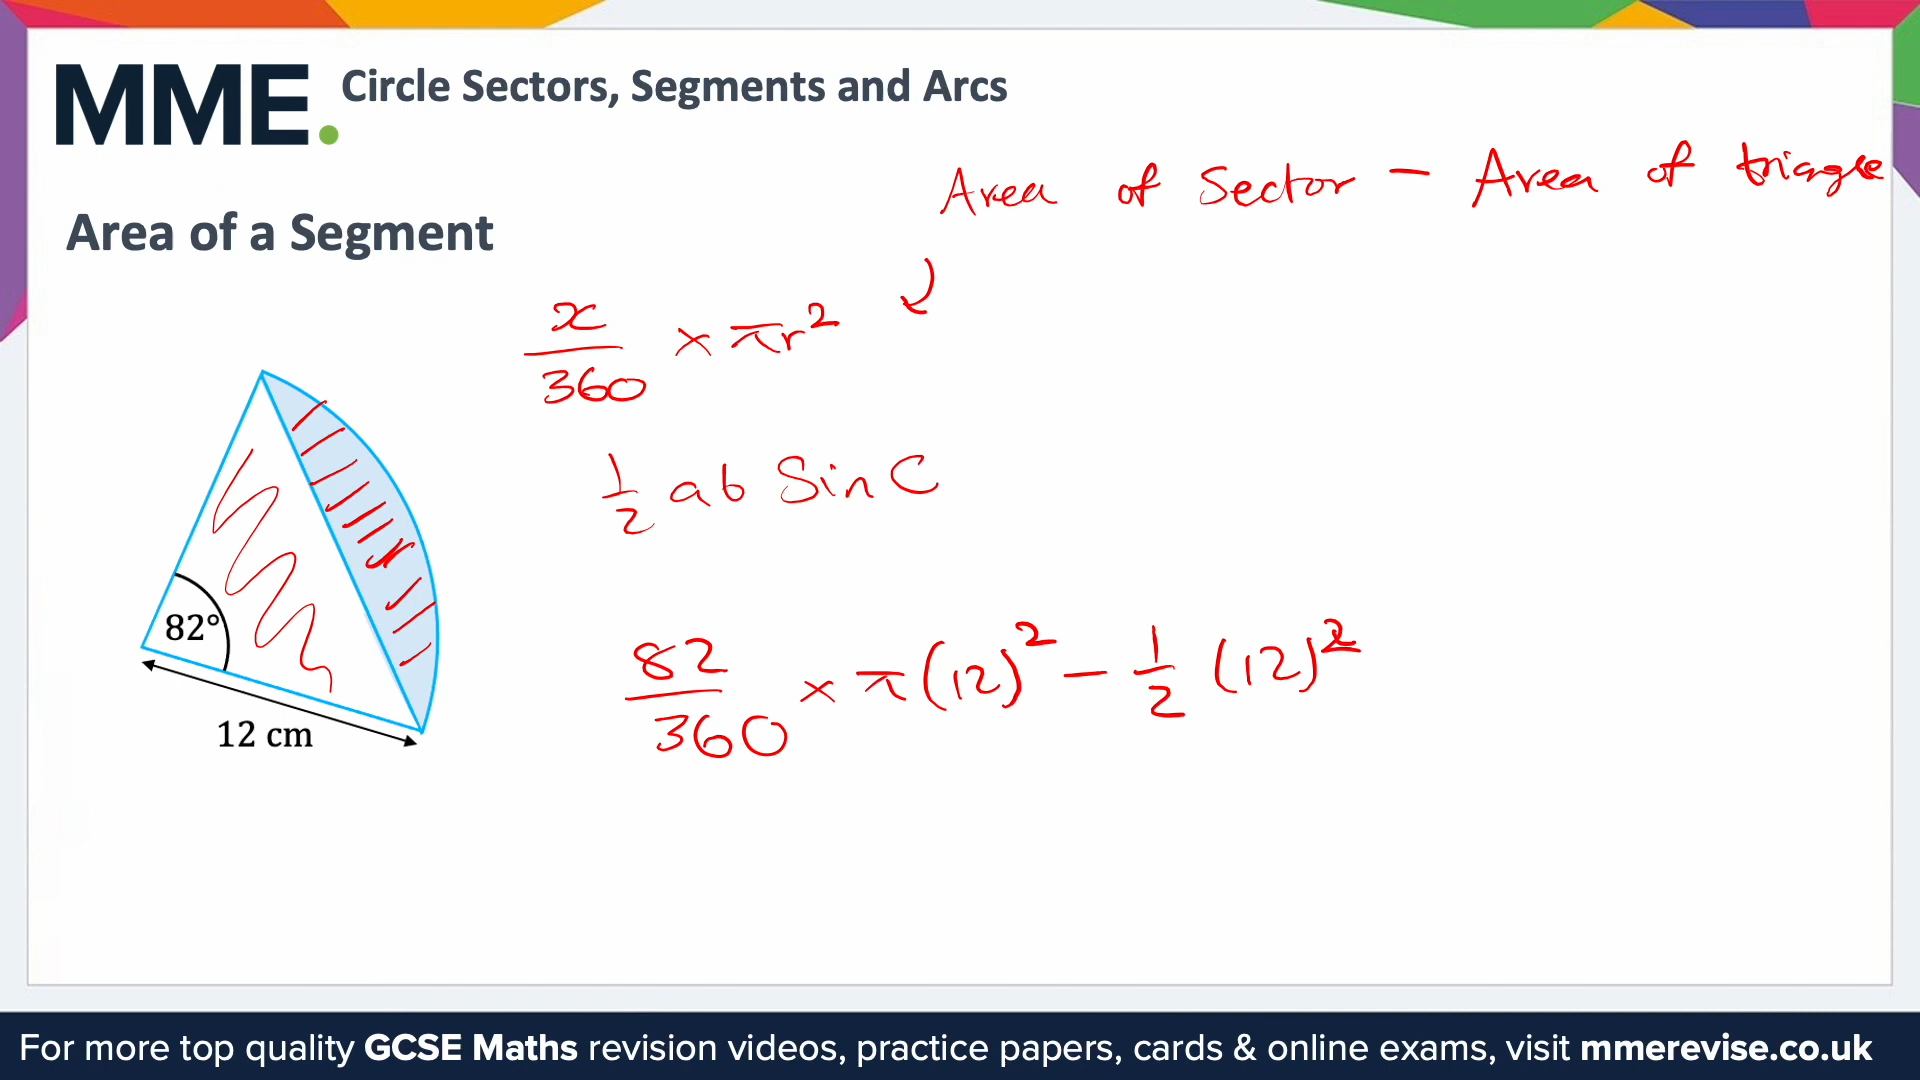 MME. Circle Sectors, Segments and Arcs
Area of Sector - Area of triagle
Area of a Segment
x/360 × πr²
1/2 ab Sin C
82°
12 cm
82/360 × π(12)² - 1/2 (12)²
For more top quality GCSE Maths revision videos, practice papers, cards & online exams, visit mmerevise.co.uk